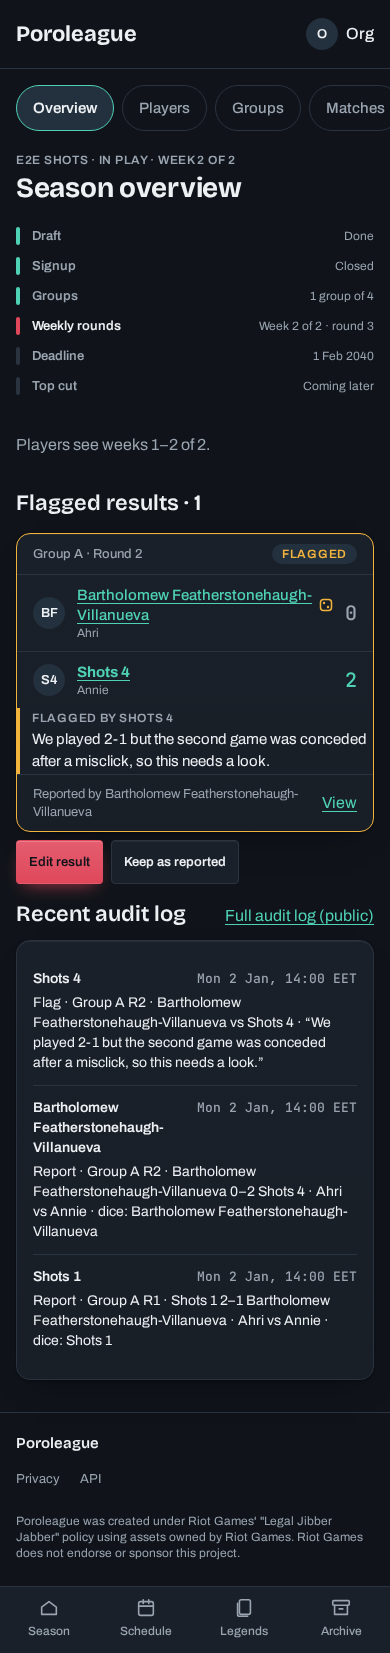 Poroleague
O Org
Overview Players Groups Matches
E2E SHOTS · IN PLAY · WEEK 2 OF 2
Season overview
Draft Done
Signup Closed
Groups 1 group of 4
Weekly rounds Week 2 of 2 · round 3
Deadline 1 Feb 2040
Top cut Coming later
Players see weeks 1–2 of 2.
Flagged results · 1
Group A · Round 2 FLAGGED
BF Bartholomew Featherstonehaugh-
Villanueva 0
Ahri
S4 Shots 4 2
Annie
FLAGGED BY SHOTS 4
We played 2-1 but the second game was conceded
after a misclick, so this needs a look.
Reported by Bartholomew Featherstonehaugh-
Villanueva View
Edit result Keep as reported
Recent audit log Full audit log (public)
Shots 4 Mon 2 Jan, 14:00 EET
Flag · Group A R2 · Bartholomew
Featherstonehaugh-Villanueva vs Shots 4 · “We
played 2-1 but the second game was conceded
after a misclick, so this needs a look.”
Bartholomew Mon 2 Jan, 14:00 EET
Featherstonehaugh-
Villanueva
Report · Group A R2 · Bartholomew
Featherstonehaugh-Villanueva 0–2 Shots 4 · Ahri
vs Annie · dice: Bartholomew Featherstonehaugh-
Villanueva
Shots 1 Mon 2 Jan, 14:00 EET
Report · Group A R1 · Shots 1 2–1 Bartholomew
Featherstonehaugh-Villanueva · Ahri vs Annie ·
dice: Shots 1
Poroleague
Privacy API
Poroleague was created under Riot Games' "Legal Jibber
Jabber" policy using assets owned by Riot Games. Riot Games
does not endorse or sponsor this project.
Season Schedule Legends Archive